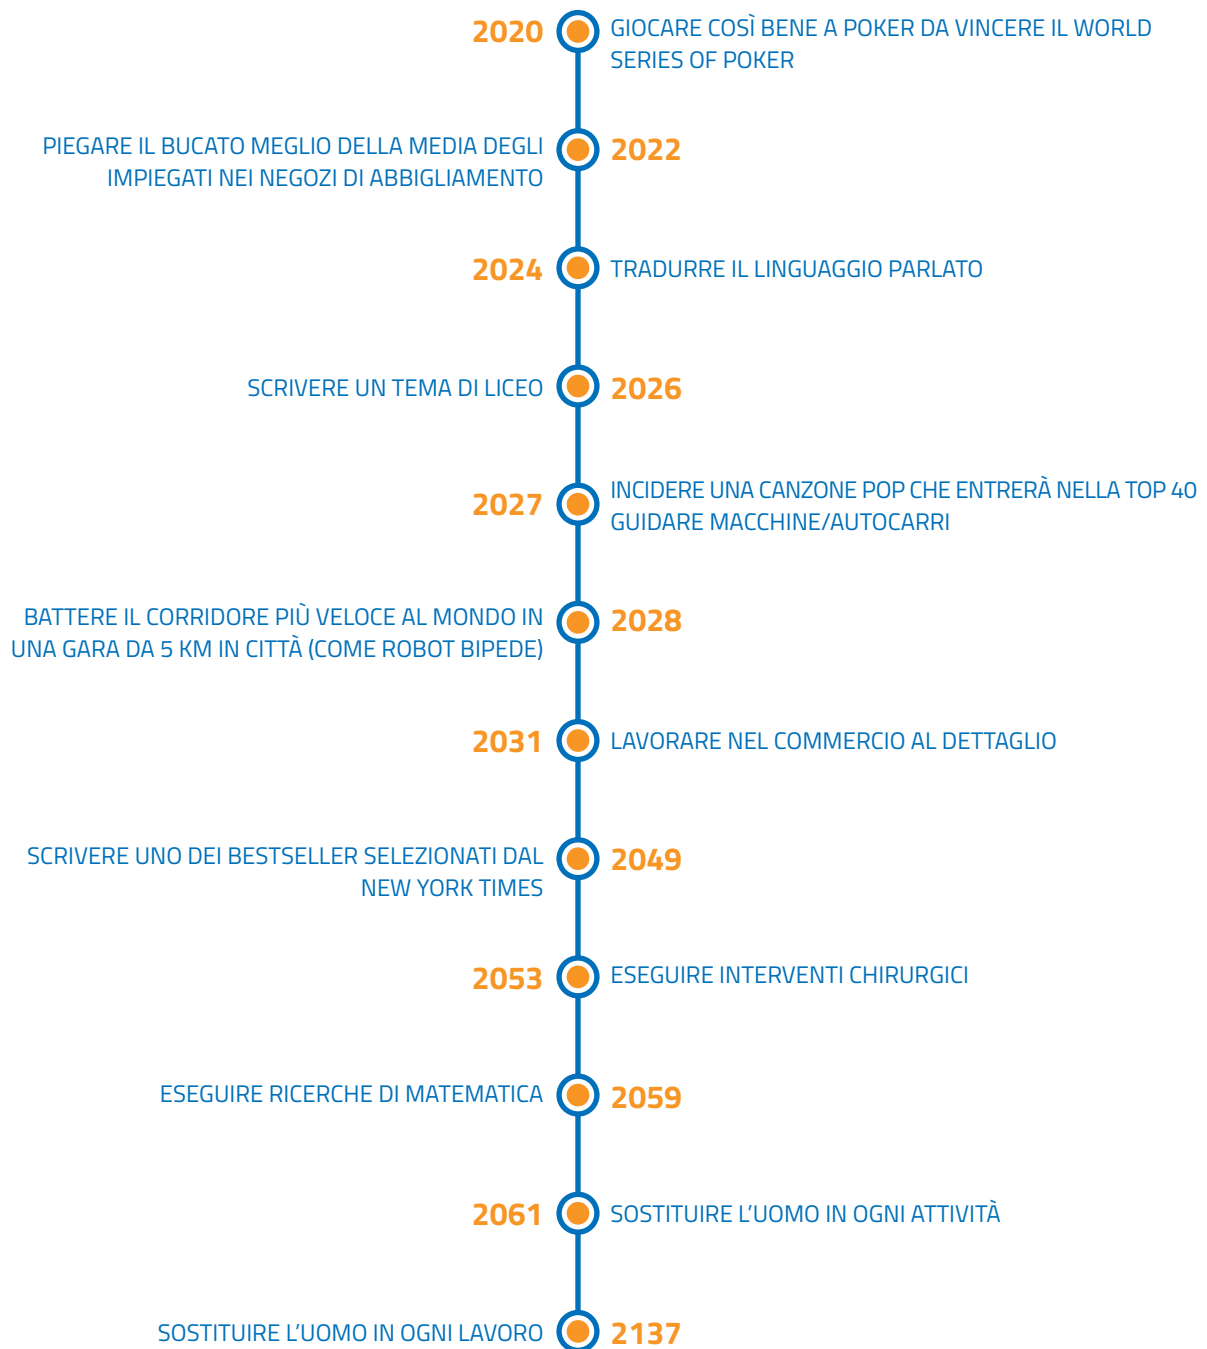 2020
GIOCARE COSÌ BENE A POKER DA VINCERE IL WORLD
SERIES OF POKER
PIEGARE IL BUCATO MEGLIO DELLA MEDIA DEGLI
IMPIEGATI NEI NEGOZI DI ABBIGLIAMENTO
2022
2024
TRADURRE IL LINGUAGGIO PARLATO
SCRIVERE UN TEMA DI LICEO
2026
2027
INCIDERE UNA CANZONE POP CHE ENTRERÀ NELLA TOP 40
GUIDARE MACCHINE/AUTOCARRI
BATTERE IL CORRIDORE PIÙ VELOCE AL MONDO IN
UNA GARA DA 5 KM IN CITTÀ (COME ROBOT BIPEDE)
2028
2031
LAVORARE NEL COMMERCIO AL DETTAGLIO
SCRIVERE UNO DEI BESTSELLER SELEZIONATI DAL
NEW YORK TIMES
2049
2053
ESEGUIRE INTERVENTI CHIRURGICI
ESEGUIRE RICERCHE DI MATEMATICA
2059
2061
SOSTITUIRE L'UOMO IN OGNI ATTIVITÀ
SOSTITUIRE L'UOMO IN OGNI LAVORO
2137